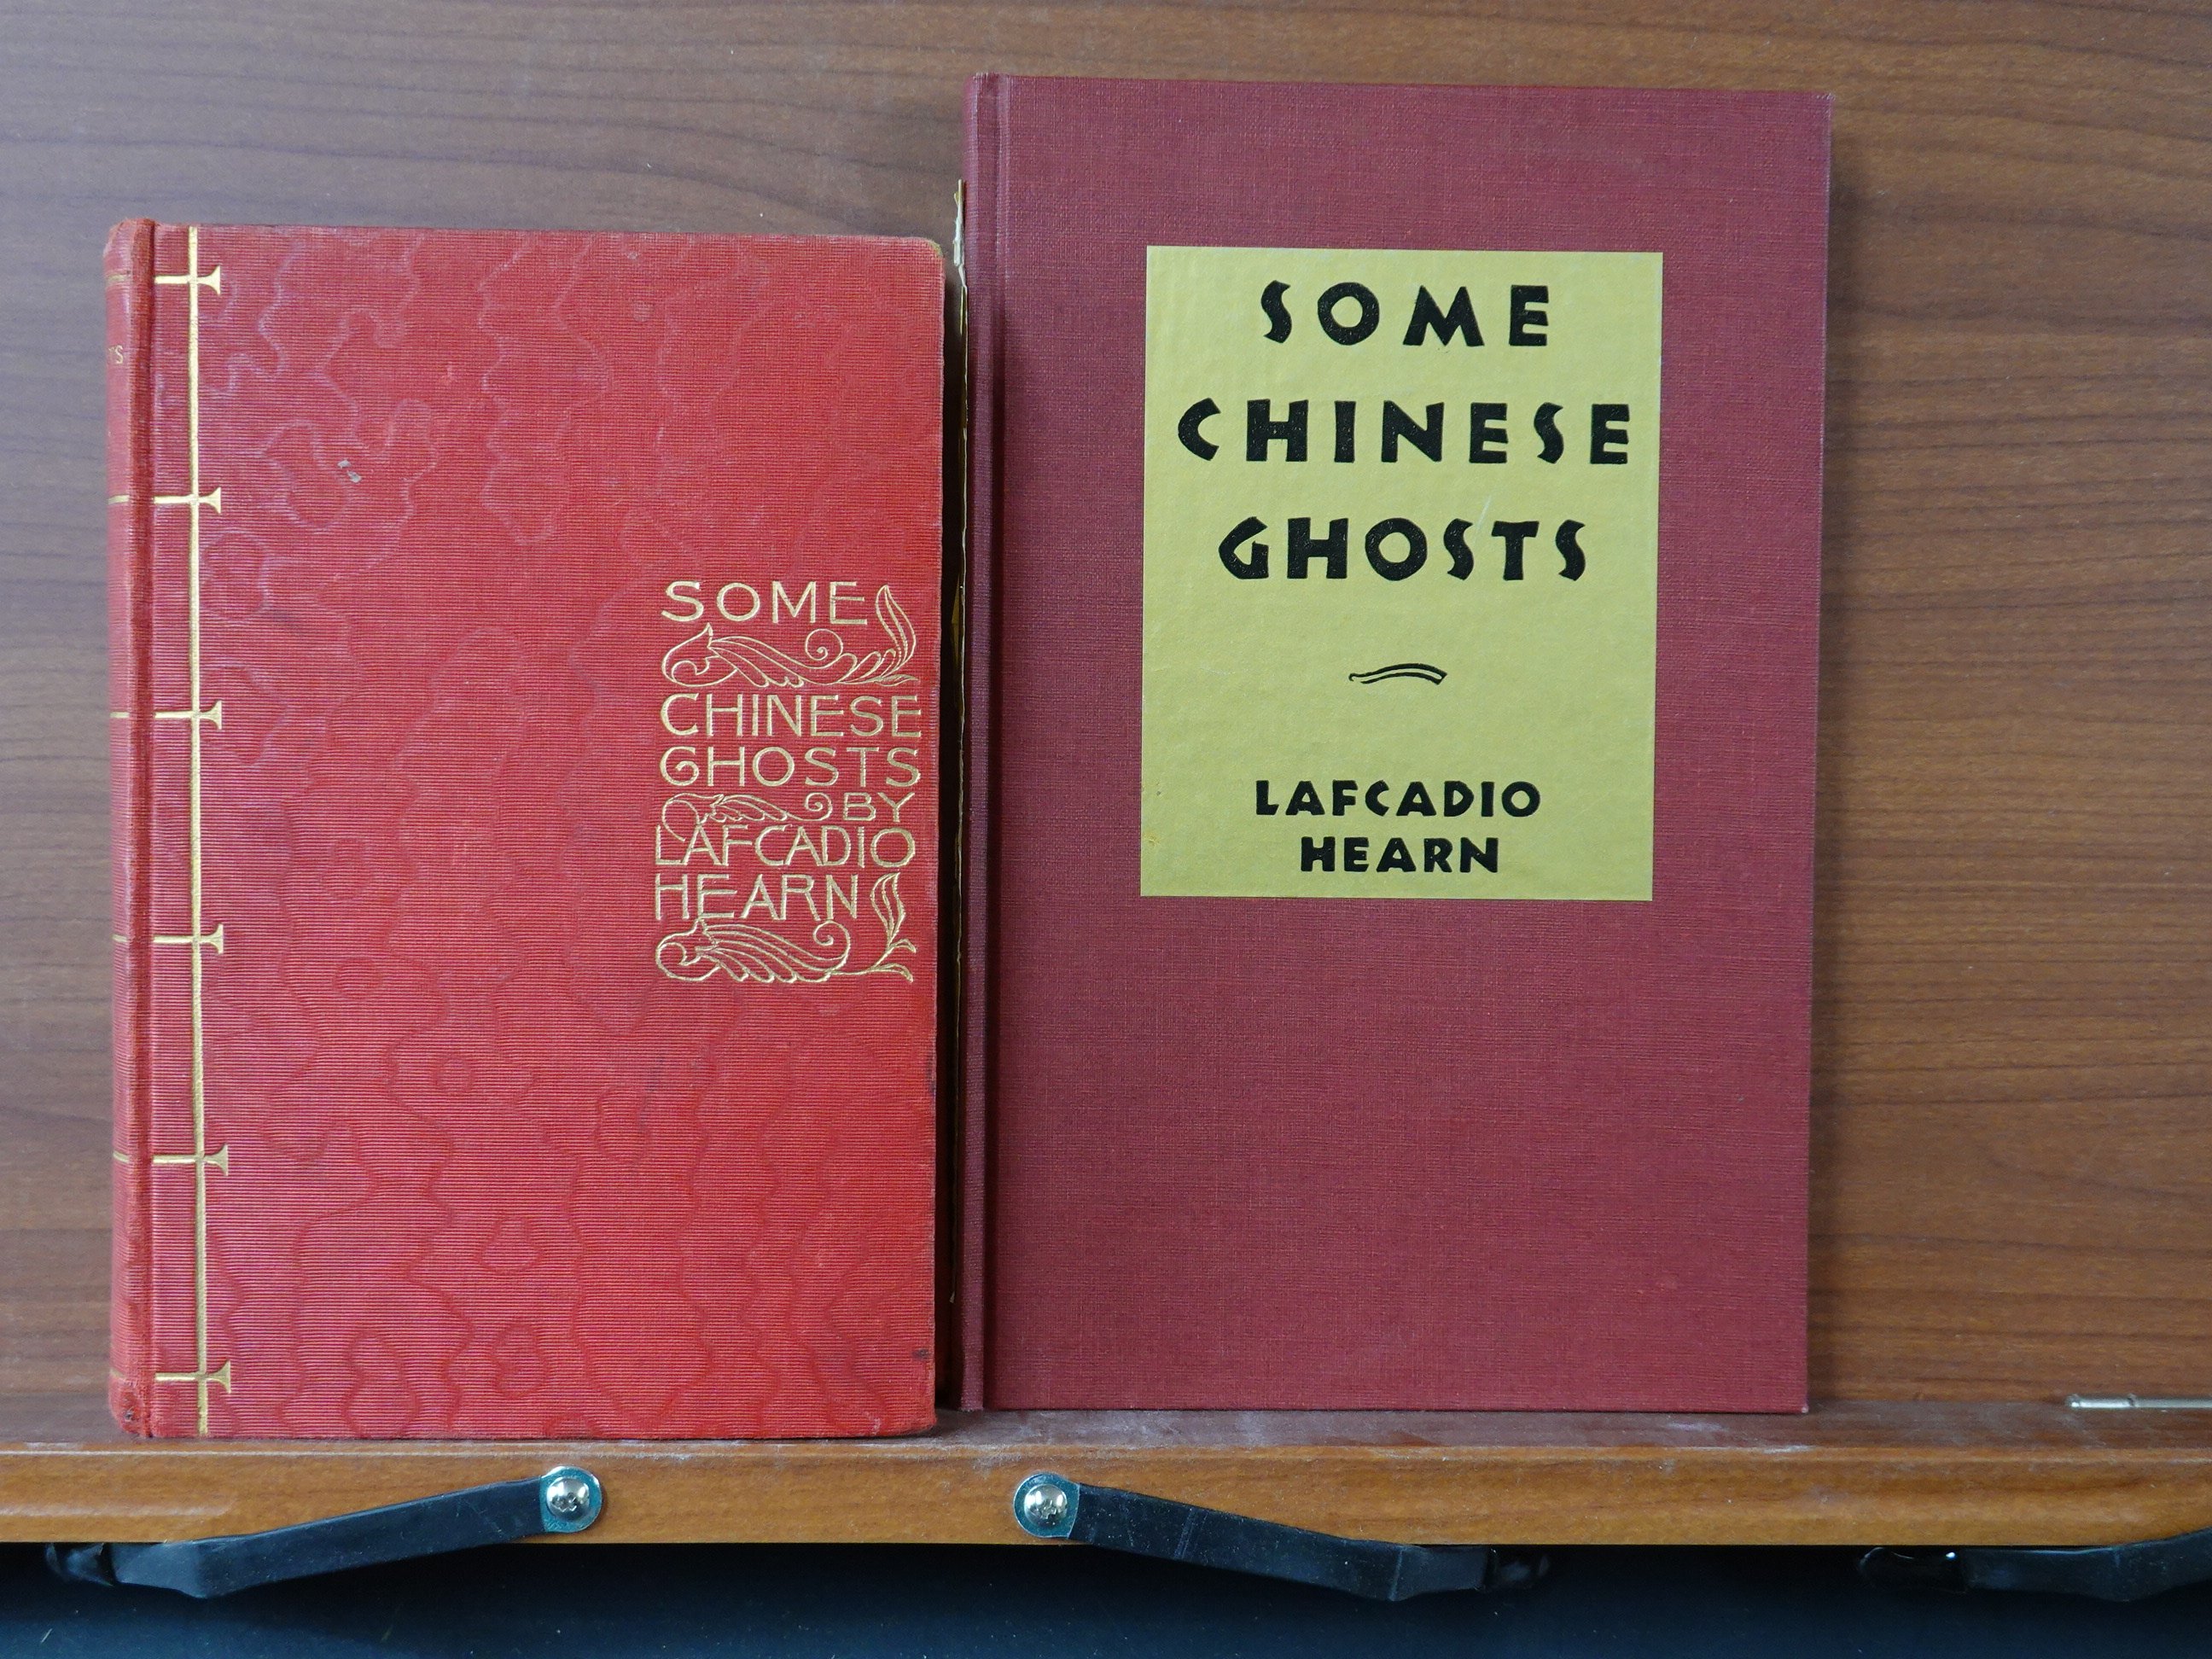 SOME
CHINESE
GHOSTS
BY
LAFCADIO
HEARN
SOME
CHINESE
GHOSTS
LAFCADIO
HEARN